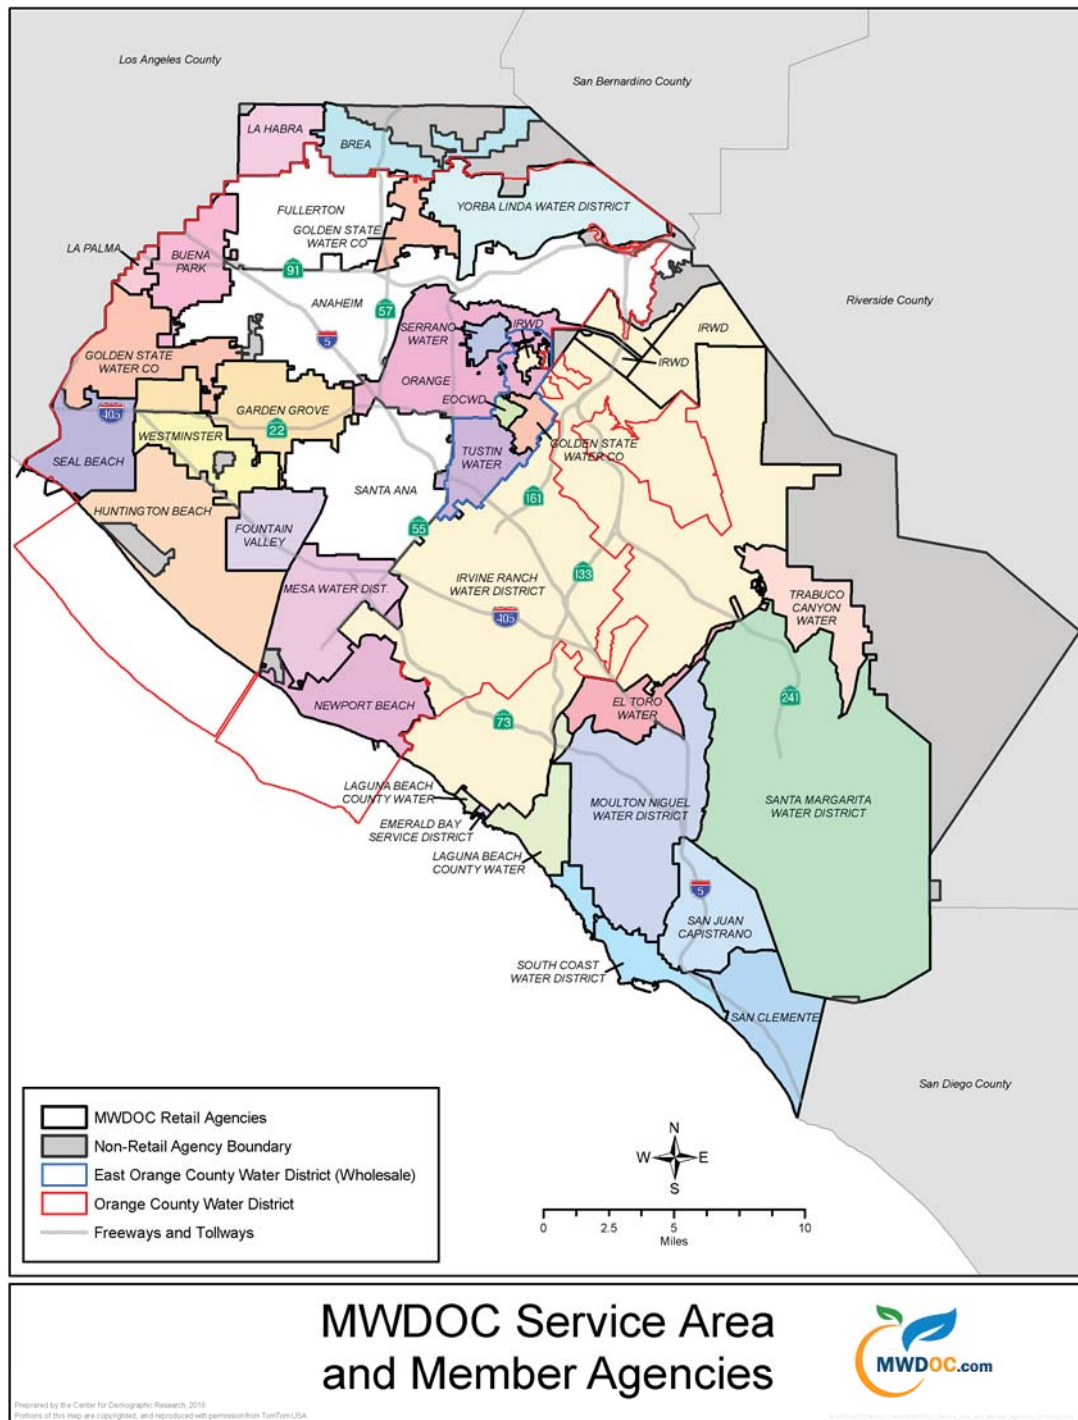 Los Angeles County
San Bernardino County
Riverside County
San Diego County
LA HABRA
BREA
FULLERTON
YORBA LINDA WATER DISTRICT
GOLDEN STATE
WATER CO
LA PALMA
BUENA
PARK
91
ANAHEIM
57
5
SERRANO
WATER
IRWD
IRWD
IRWD
GOLDEN STATE
WATER CO
ORANGE
EOCWD
405
GARDEN GROVE
22
WESTMINSTER
GOLDEN STATE
WATER CO
TUSTIN
WATER
SEAL BEACH
SANTA ANA
161
HUNTINGTON BEACH
FOUNTAIN
VALLEY
55
133
IRVINE RANCH
WATER DISTRICT
MESA WATER DIST.
405
TRABUCO
CANYON
WATER
241
NEWPORT BEACH
73
EL TORO
WATER
LAGUNA BEACH
COUNTY WATER
EMERALD BAY
SERVICE DISTRICT
LAGUNA BEACH
COUNTY WATER
MOULTON NIGUEL
WATER DISTRICT
SANTA MARGARITA
WATER DISTRICT
5
SAN JUAN
CAPISTRANO
SOUTH COAST
WATER DISTRICT
SAN CLEMENTE
MWDOC Retail Agencies
Non-Retail Agency Boundary
East Orange County Water District (Wholesale)
Orange County Water District
Freeways and Tollways
N
W E
S
0 2.5 5 10
Miles
MWDOC Service Area
and Member Agencies
MWDOC.com
Prepared by the Center for Demographic Research, 2018
Portions of this map are copyrighted, and reproduced with permission from TomTom USA.